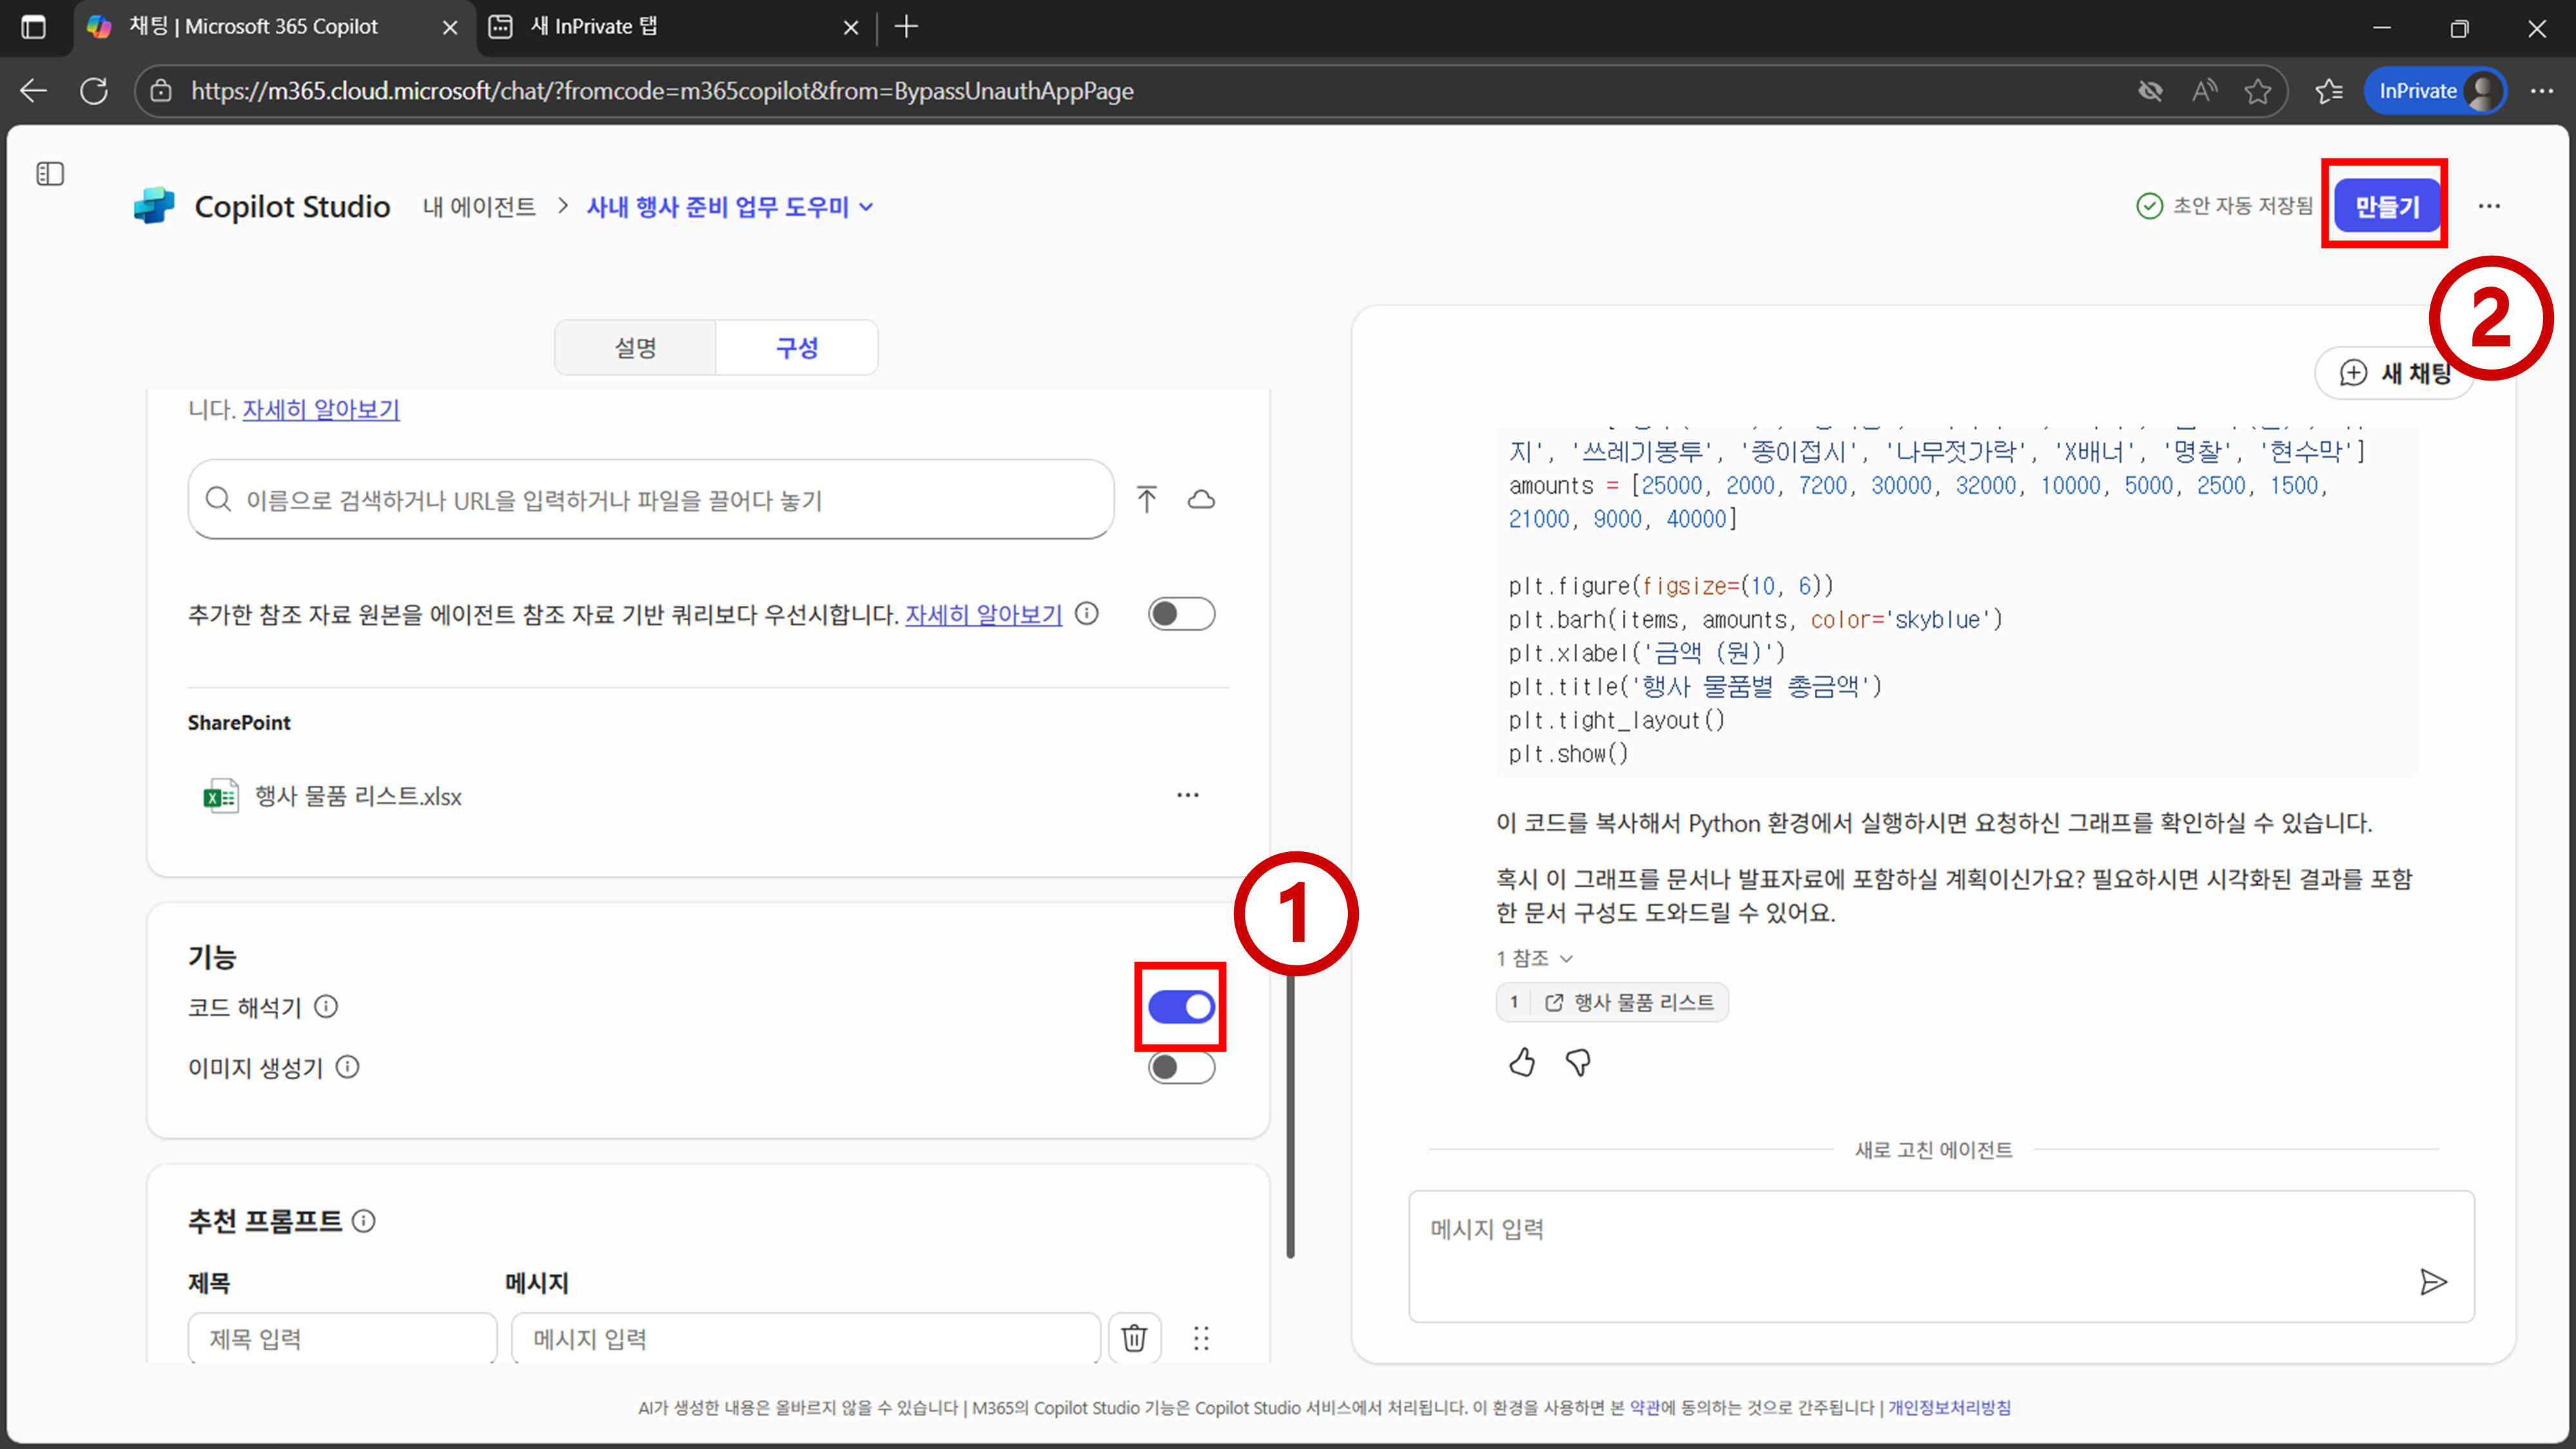 채팅 | Microsoft 365 Copilot
새 InPrivate 탭
https://m365.cloud.microsoft/chat/?fromcode=m365copilot&from=BypassUnauthAppPage
InPrivate
Copilot Studio
내 에이전트 > 사내 행사 준비 업무 도우미
초안 자동 저장됨
만들기
2
설명
구성
니다. 자세히 알아보기
이름으로 검색하거나 URL을 입력하거나 파일을 끌어다 놓기
추가한 참조 자료 원본을 에이전트 참조 자료 기반 쿼리보다 우선시합니다. 자세히 알아보기
SharePoint
행사 물품 리스트.xlsx
1
기능
코드 해석기
이미지 생성기
추천 프롬프트
제목
메시지
제목 입력
메시지 입력
새 채팅
지', '쓰레기봉투', '종이접시', '나무젓가락', 'X배너', '명찰', '현수막']
amounts = [25000, 2000, 7200, 30000, 32000, 10000, 5000, 2500, 1500,
21000, 9000, 40000]
plt.figure(figsize=(10, 6))
plt.barh(items, amounts, color='skyblue')
plt.xlabel('금액 (원)')
plt.title('행사 물품별 총금액')
plt.tight_layout()
plt.show()
이 코드를 복사해서 Python 환경에서 실행하시면 요청하신 그래프를 확인하실 수 있습니다.
혹시 이 그래프를 문서나 발표자료에 포함하실 계획이신가요? 필요하시면 시각화된 결과를 포함
한 문서 구성도 도와드릴 수 있어요.
1 참조
1 행사 물품 리스트
새로 고친 에이전트
메시지 입력
AI가 생성한 내용은 올바르지 않을 수 있습니다 | M365의 Copilot Studio 기능은 Copilot Studio 서비스에서 처리됩니다. 이 환경을 사용하면 본 약관에 동의하는 것으로 간주됩니다 | 개인정보처리방침